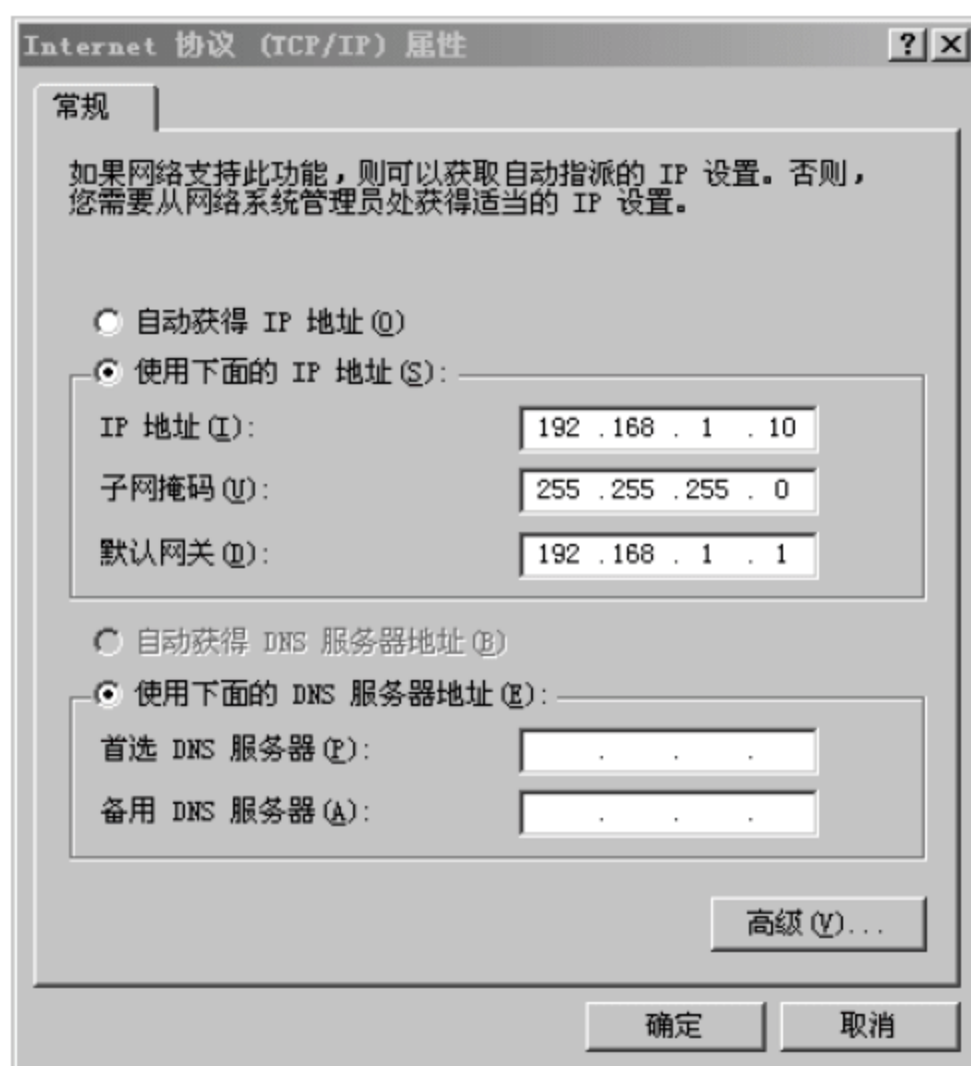 Internet 协议 (TCP/IP) 属性
常规
如果网络支持此功能，则可以获取自动指派的 IP 设置。否则，
您需要从网络系统管理员处获得适当的 IP 设置。
自动获得 IP 地址(O)
使用下面的 IP 地址(S):
IP 地址(I): 192 .168 . 1 . 10
子网掩码(U): 255 .255 .255 . 0
默认网关(D): 192 .168 . 1 . 1
自动获得 DNS 服务器地址(B)
使用下面的 DNS 服务器地址(E):
首选 DNS 服务器(P): . . .
备用 DNS 服务器(A): . . .
高级(V)...
确定 取消